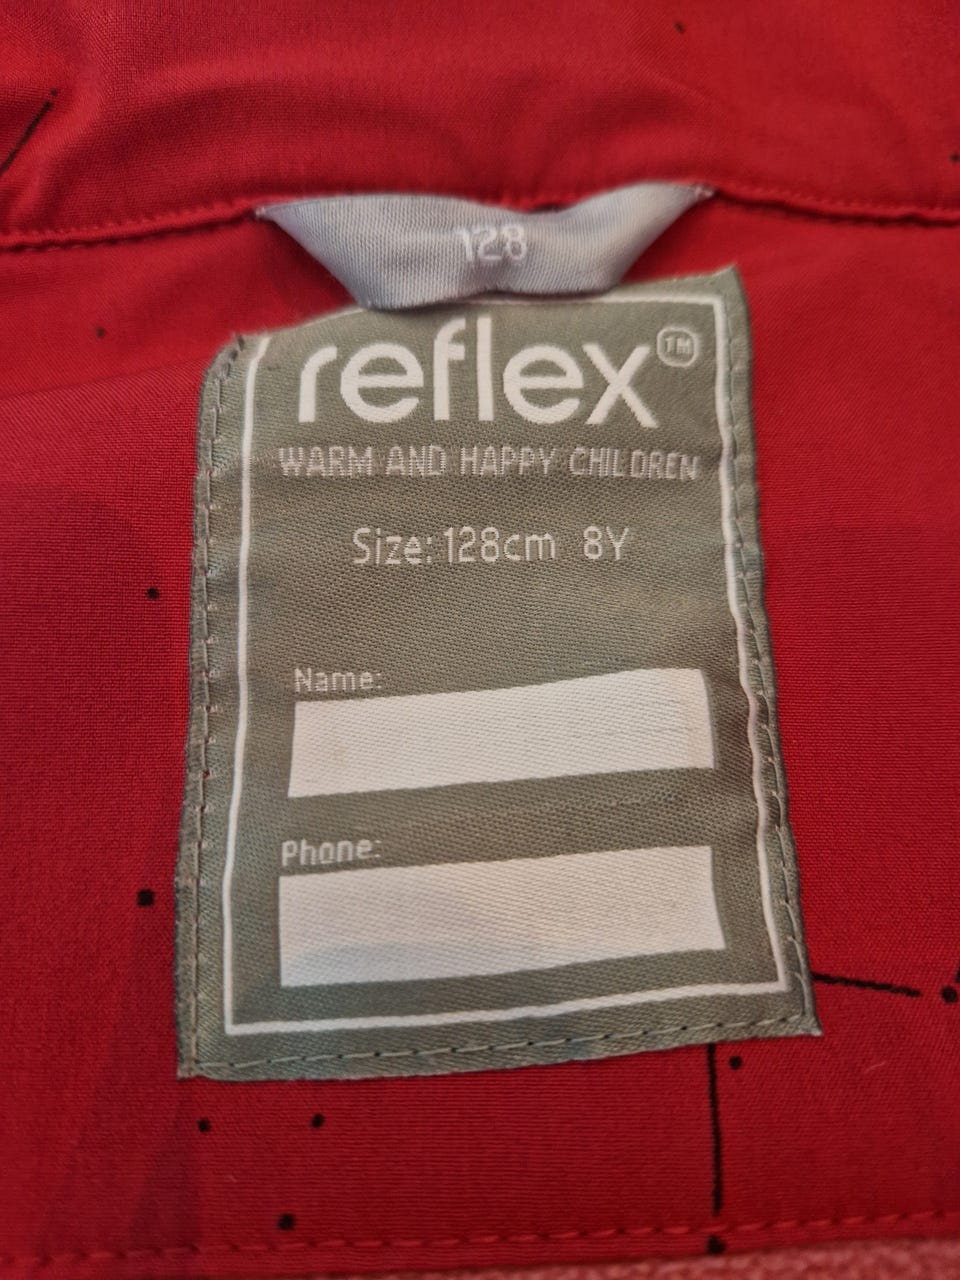 128
reflex™
WARM AND HAPPY CHILDREN
Size: 128cm 8Y
Name:
Phone: